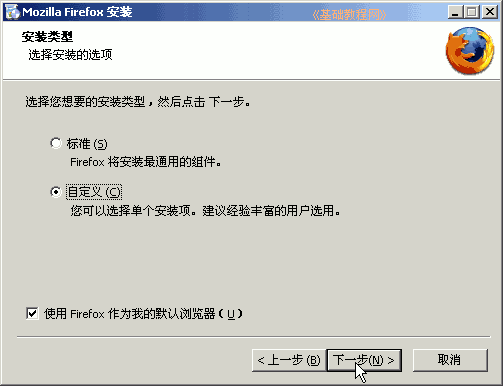 Mozilla Firefox 安装
《基础教程网》
安装类型
选择安装的选项
选择您想要的安装类型，然后点击 下一步。
标准 (S)
Firefox 将安装最通用的组件。
自定义 (C)
您可以选择单个安装项。建议经验丰富的用户选用。
使用 Firefox 作为我的默认浏览器 ( U )
< 上一步 (B)
下一步(N) >
取消